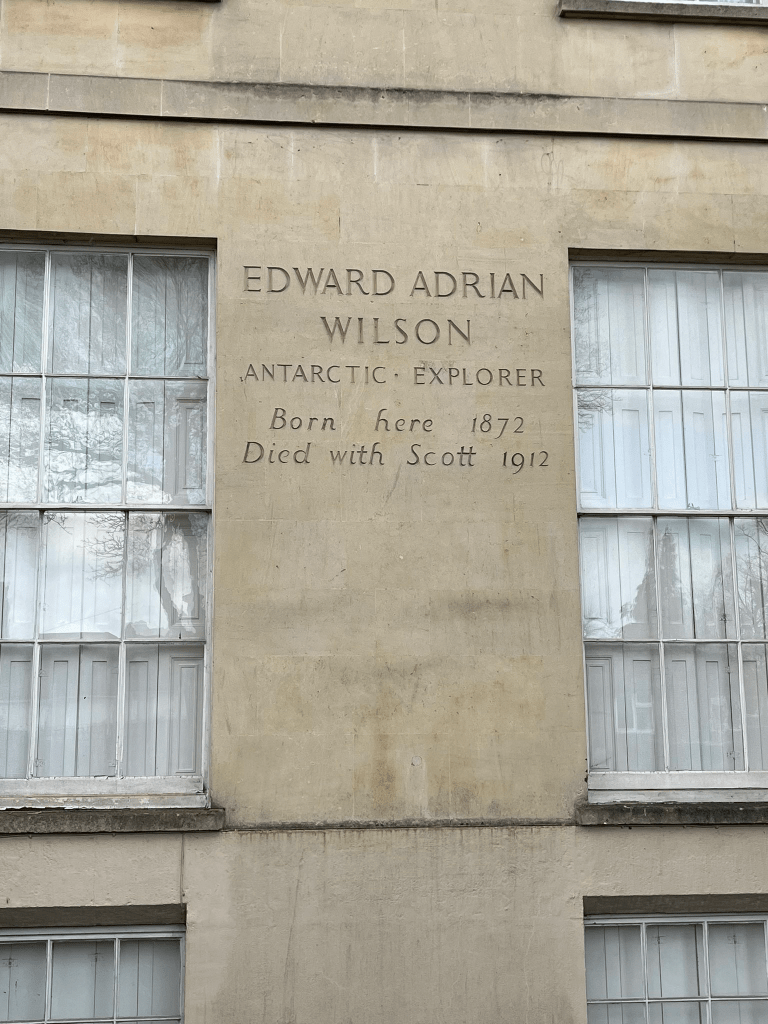 EDWARD ADRIAN
WILSON
ANTARCTIC · EXPLORER
Born here 1872
Died with Scott 1912